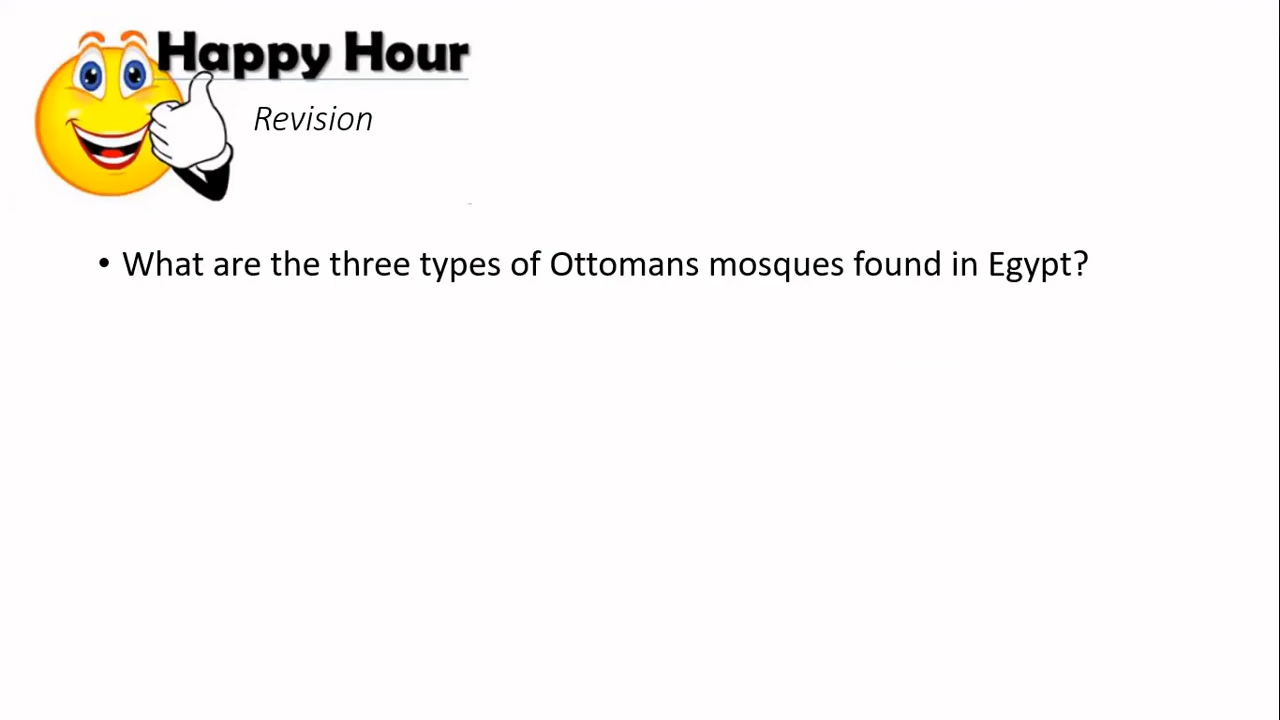 Happy Hour
Revision
• What are the three types of Ottomans mosques found in Egypt?